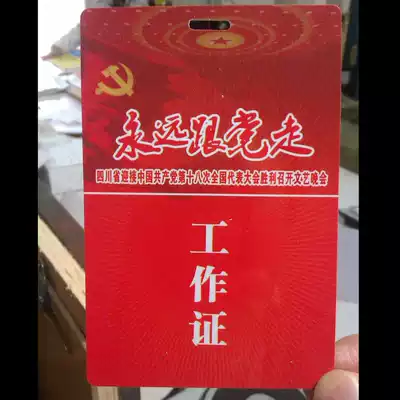 永远跟党走
四川省迎接中国共产党第十八次全国代表大会胜利召开文艺晚会
工作证